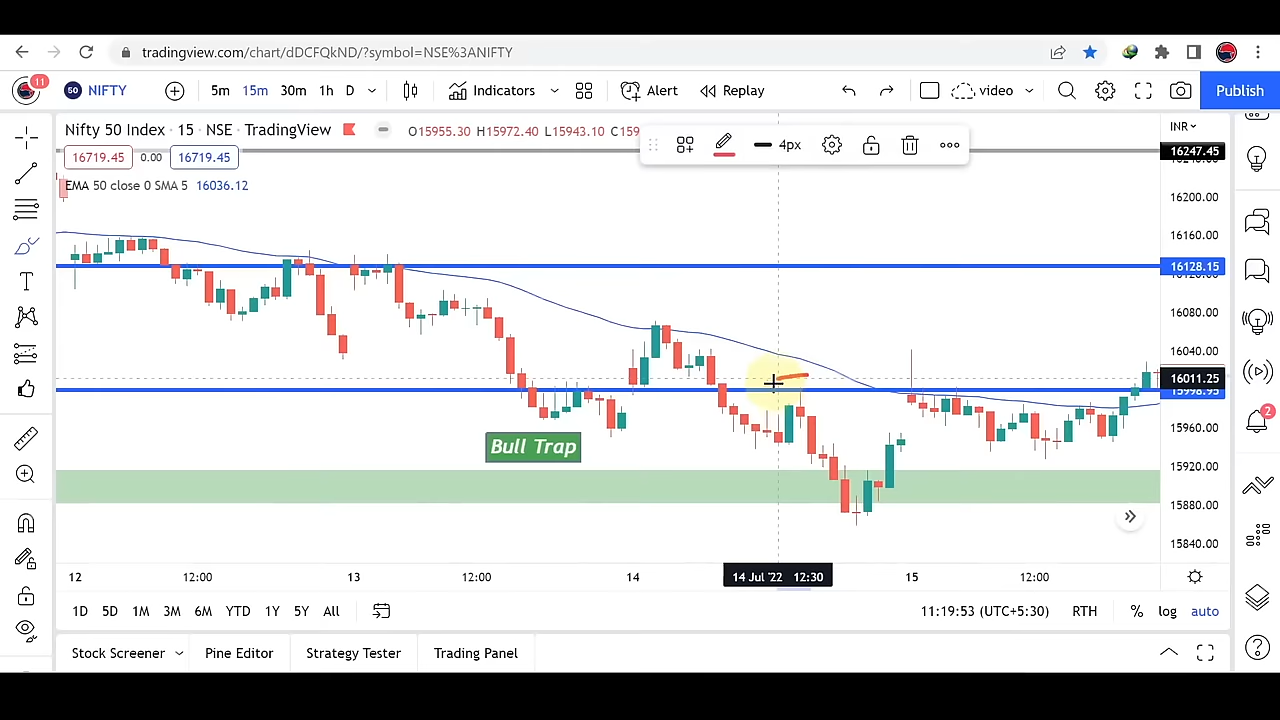 tradingview.com/chart/dDCFQkND/?symbol=NSE%3ANIFTY
11
50 NIFTY 5m 15m 30m 1h D Indicators Alert Replay video Publish
Nifty 50 Index · 15 · NSE · TradingView O15955.30 H15972.40 L15943.10 C159
4px
INR
16719.45 0.00 16719.45
EMA 50 close 0 SMA 5 16036.12
16247.45
16200.00
16160.00
16128.15
16080.00
16040.00
16011.25
15998.95
15960.00
15920.00
15880.00
15840.00
2
Bull Trap
12 12:00 13 12:00 14 14 Jul '22 12:30 15 12:00
1D 5D 1M 3M 6M YTD 1Y 5Y All 11:19:53 (UTC+5:30) RTH % log auto
Stock Screener Pine Editor Strategy Tester Trading Panel